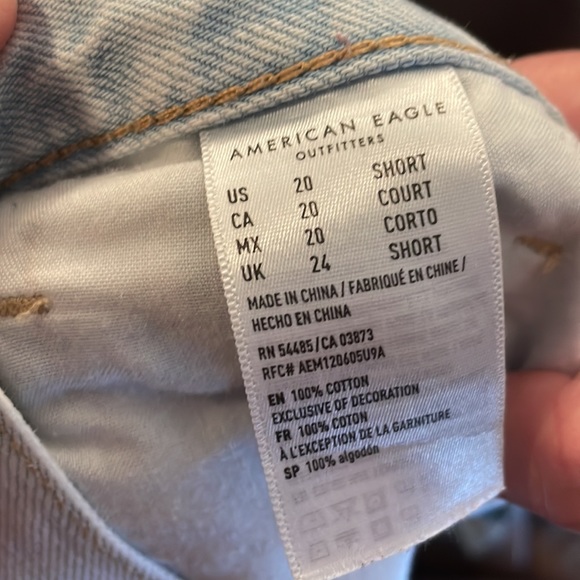 AMERICAN EAGLE
OUTFITTERS
US 20 SHORT
CA 20 COURT
MX 20 CORTO
UK 24 SHORT
MADE IN CHINA / FABRIQUÉ EN CHINE /
HECHO EN CHINA
RN 54485/CA 03873
RFC# AEM120605U9A
EN 100% COTTON
EXCLUSIVE OF DECORATION
FR 100% COTON
À L'EXCEPTION DE LA GARNITURE
SP 100% algodón